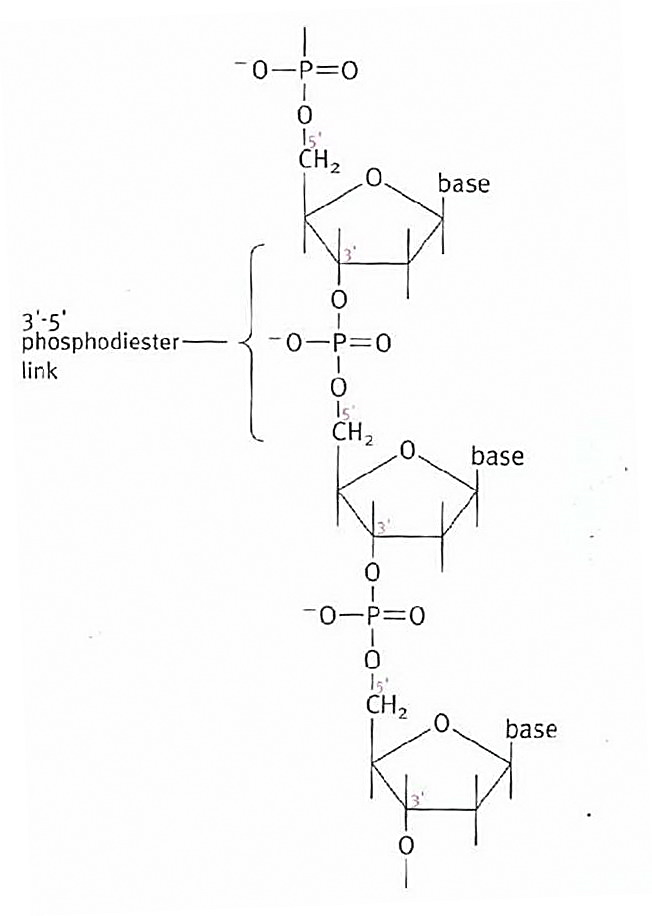 ⁻O—P=O
O
5'
CH₂
O
base
3'
O
3'-5'
phosphodiester
link
⁻O—P=O
O
5'
CH₂
O
base
3'
O
⁻O—P=O
O
5'
CH₂
O
base
3'
O